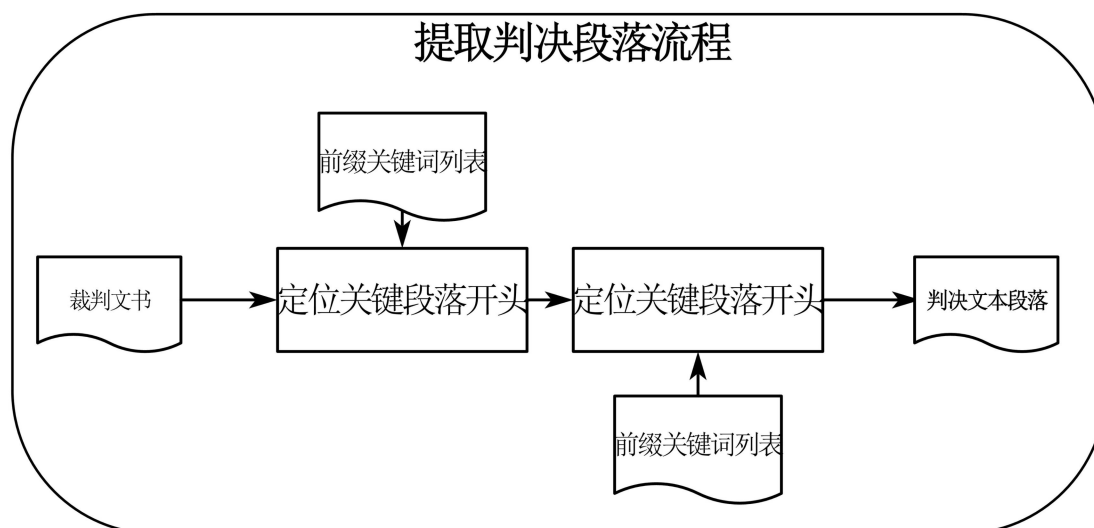 提取判决段落流程
前缀关键词列表
裁判文书
定位关键段落开头
定位关键段落开头
判决文本段落
前缀关键词列表